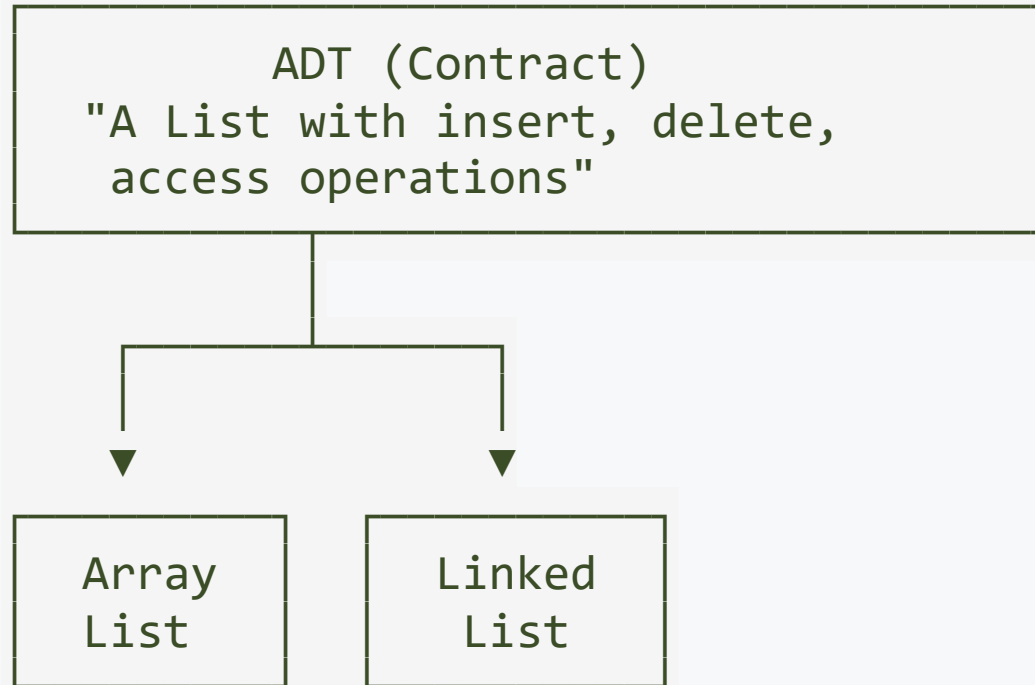 ADT (Contract)
"A List with insert, delete,
access operations"
Array Linked
List List